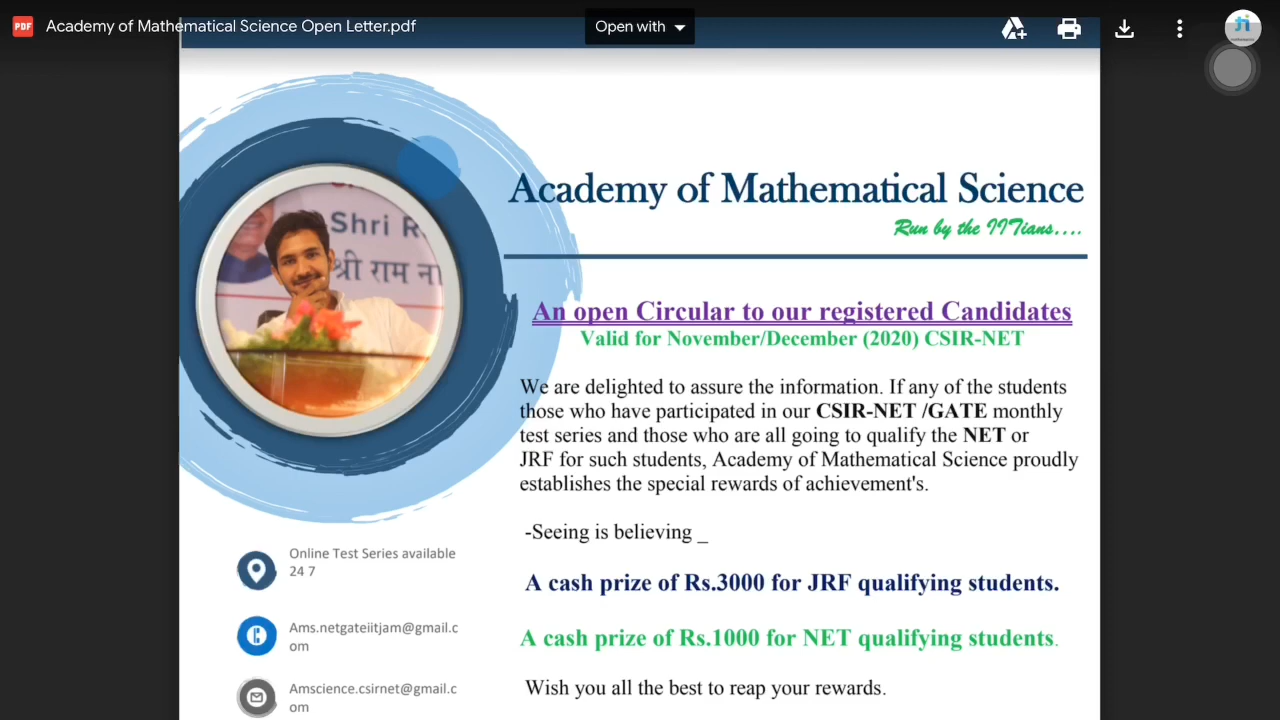 PDF Academy of Mathematical Science Open Letter.pdf
Open with
Shri R
श्री राम ना
Academy of Mathematical Science
Run by the IITians....
An open Circular to our registered Candidates
Valid for November/December (2020) CSIR-NET
We are delighted to assure the information. If any of the students
those who have participated in our CSIR-NET /GATE monthly
test series and those who are all going to qualify the NET or
JRF for such students, Academy of Mathematical Science proudly
establishes the special rewards of achievement's.
-Seeing is believing _
A cash prize of Rs.3000 for JRF qualifying students.
A cash prize of Rs.1000 for NET qualifying students.
Wish you all the best to reap your rewards.
Online Test Series available
24 7
Ams.netgateiitjam@gmail.c
om
Amscience.csirnet@gmail.c
om